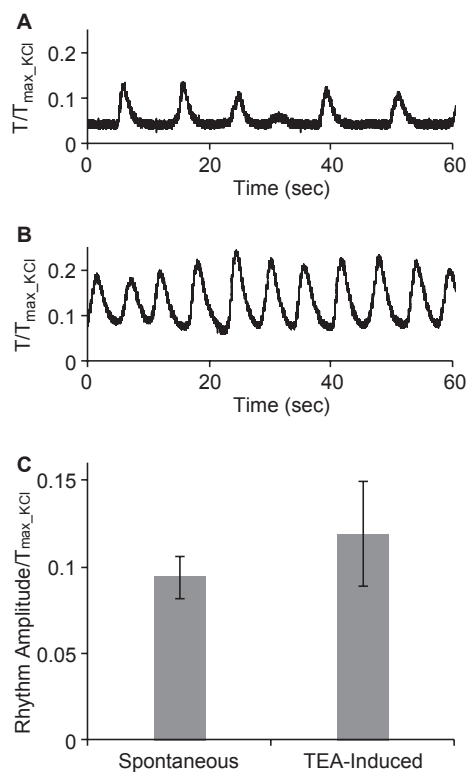 A
T/Tmax_KCl
0.2
0.1
0
0 20 40 60
Time (sec)
B
T/Tmax_KCl
0.2
0.1
0
0 20 40 60
Time (sec)
C
Rhythm Amplitude/Tmax_KCl
0.15
0.1
0.05
0
Spontaneous TEA-Induced